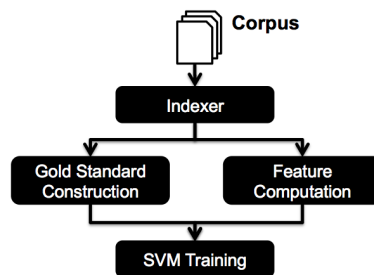 Corpus
Indexer
Gold Standard
Construction
Feature
Computation
SVM Training